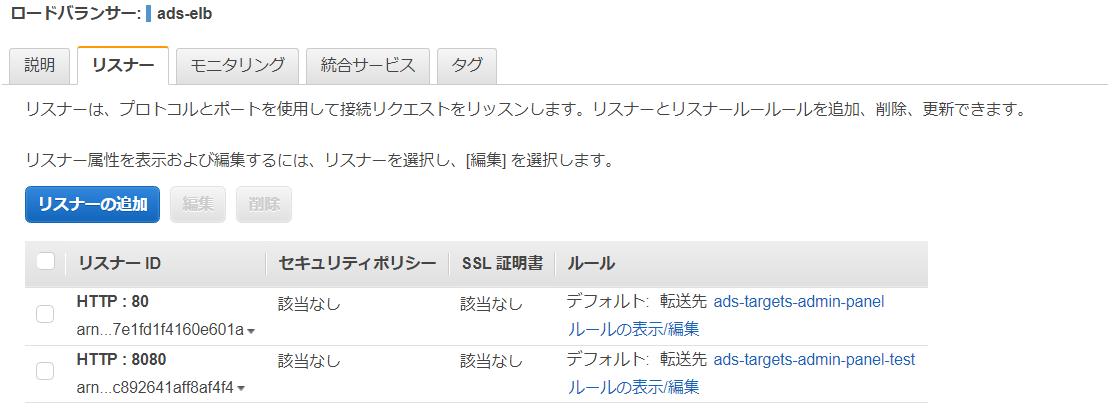 ロードバランサー: ads-elb
説明 リスナー モニタリング 統合サービス タグ
リスナーは、プロトコルとポートを使用して接続リクエストをリッスンします。リスナーとリスナールールールを追加、削除、更新できます。
リスナー属性を表示および編集するには、リスナーを選択し、[編集] を選択します。
リスナーの追加 編集 削除
リスナー ID セキュリティポリシー SSL 証明書 ルール
HTTP : 80 該当なし 該当なし デフォルト: 転送先 ads-targets-admin-panel
arn...7e1fd1f4160e601a ルールの表示/編集
HTTP : 8080 該当なし 該当なし デフォルト: 転送先 ads-targets-admin-panel-test
arn...c892641aff8af4f4 ルールの表示/編集